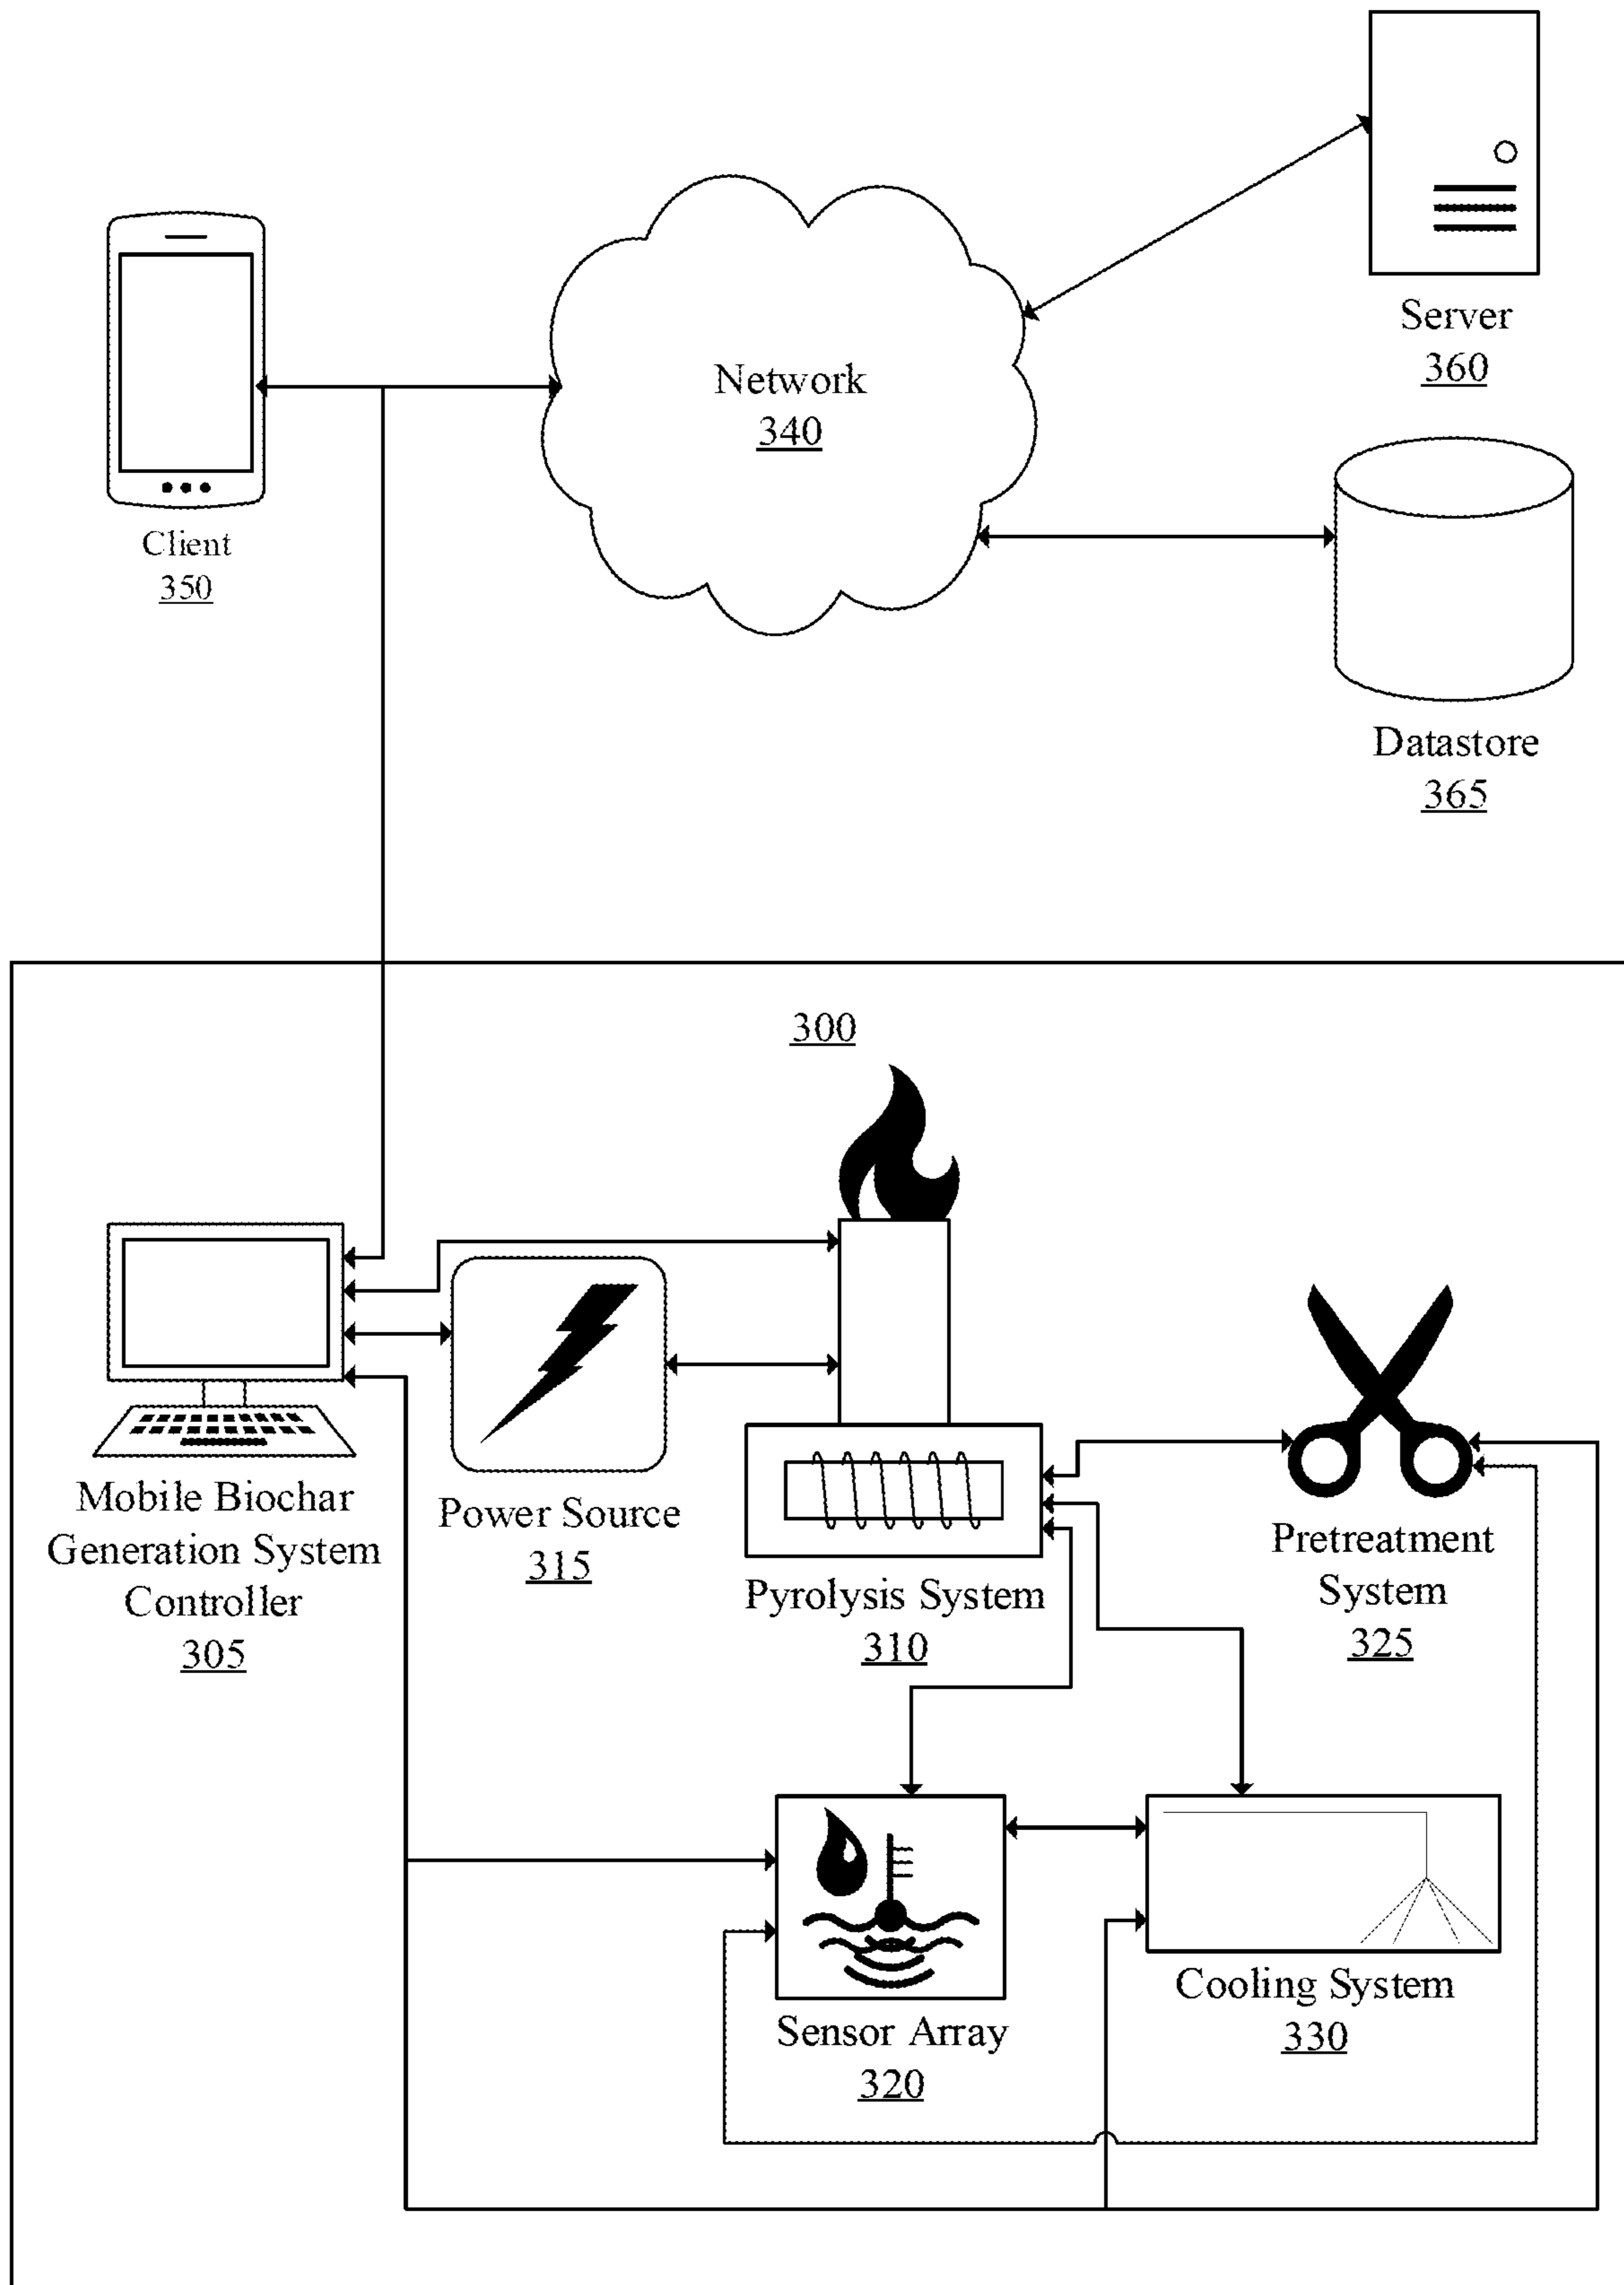 Server
360
Network
340
Client
350
Datastore
365
300
Mobile Biochar
Generation System
Controller
305
Power Source
315
Pyrolysis System
310
Pretreatment
System
325
Sensor Array
320
Cooling System
330